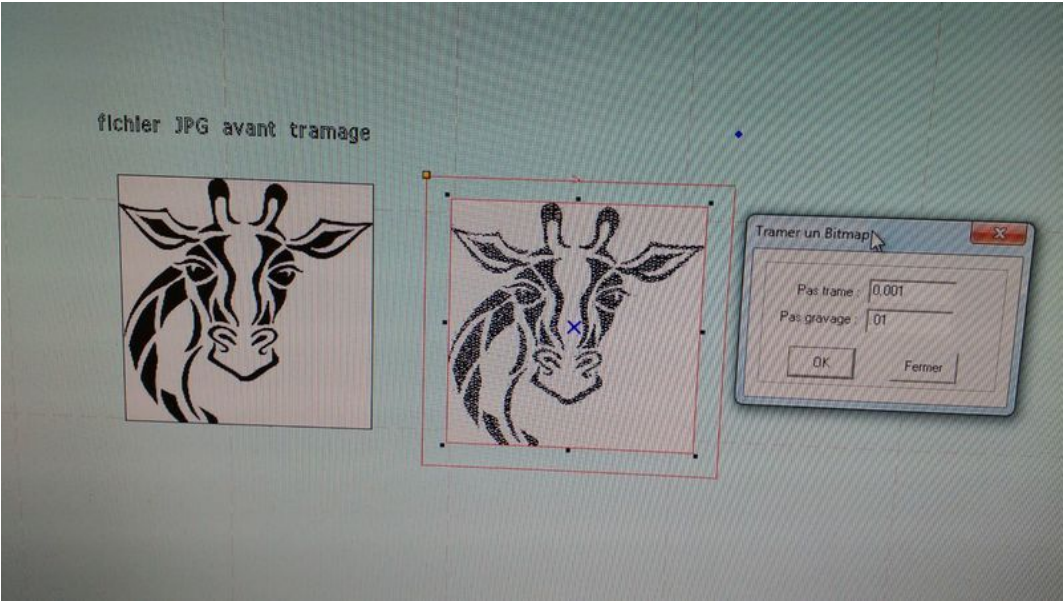 fichier JPG avant tramage
Tramer un Bitmap
Pas trame : 0.001
Pas gravage : .01
OK Fermer